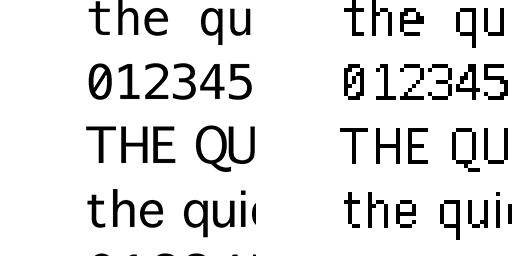 the qu the qu
012345 012345
THE QU THE QU
the qui the qui